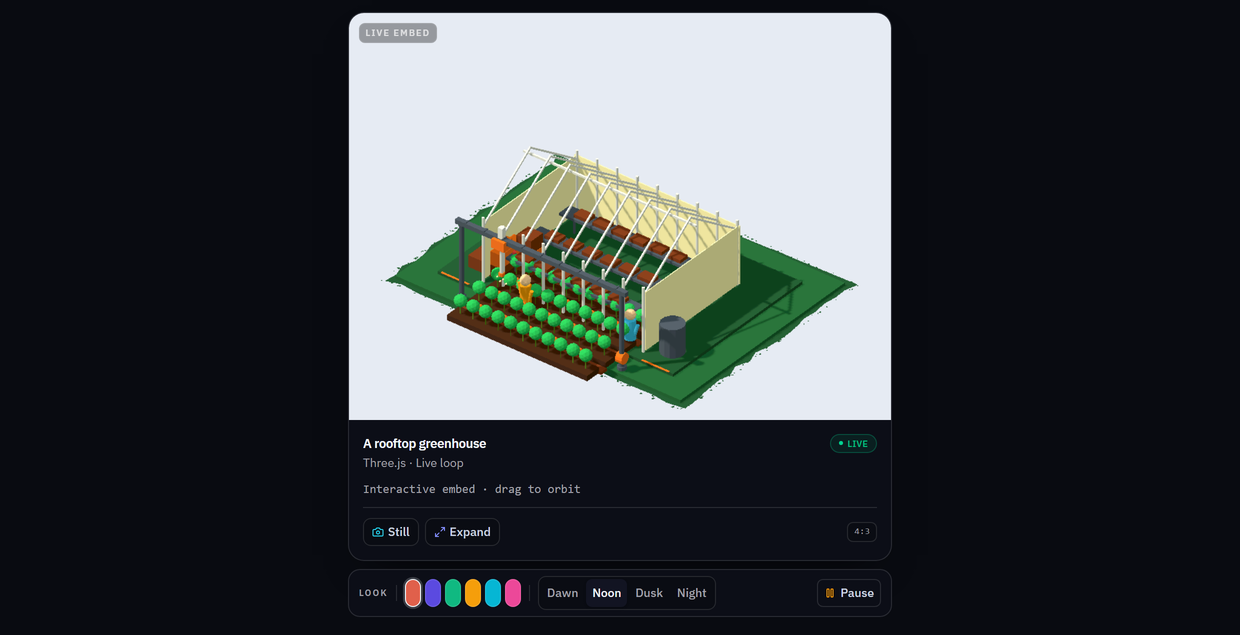 LIVE EMBED
A rooftop greenhouse
LIVE
Three.js · Live loop
Interactive embed · drag to orbit
Still
Expand
4:3
LOOK
Dawn
Noon
Dusk
Night
Pause